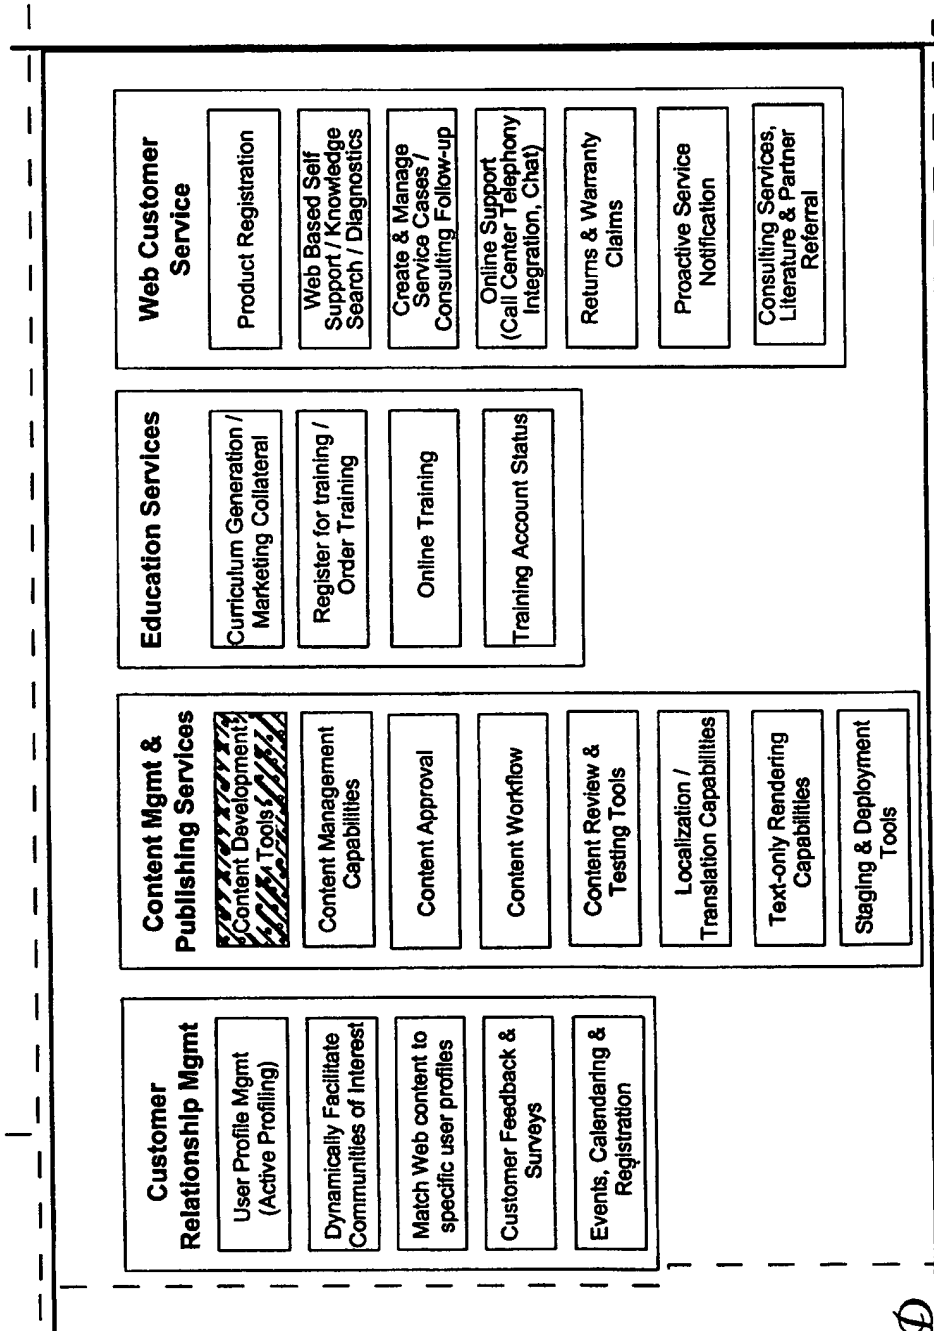 Customer
Relationship Mgmt
User Profile Mgmt
(Active Profiling)
Dynamically Facilitate
Communities of Interest
Match Web content to
specific user profiles
Customer Feedback &
Surveys
Events, Calendaring &
Registration
Content Mgmt &
Publishing Services
Content Development
Tools
Content Management
Capabilities
Content Approval
Content Workflow
Content Review &
Testing Tools
Localization /
Translation Capabilities
Text-only Rendering
Capabilities
Staging & Deployment
Tools
Education Services
Curriculum Generation /
Marketing Collateral
Register for training /
Order Training
Online Training
Training Account Status
Web Customer
Service
Product Registration
Web Based Self
Support / Knowledge
Search / Diagnostics
Create & Manage
Service Cases /
Consulting Follow-up
Online Support
(Call Center Telephony
Integration, Chat)
Returns & Warranty
Claims
Proactive Service
Notification
Consulting Services,
Literature & Partner
Referral